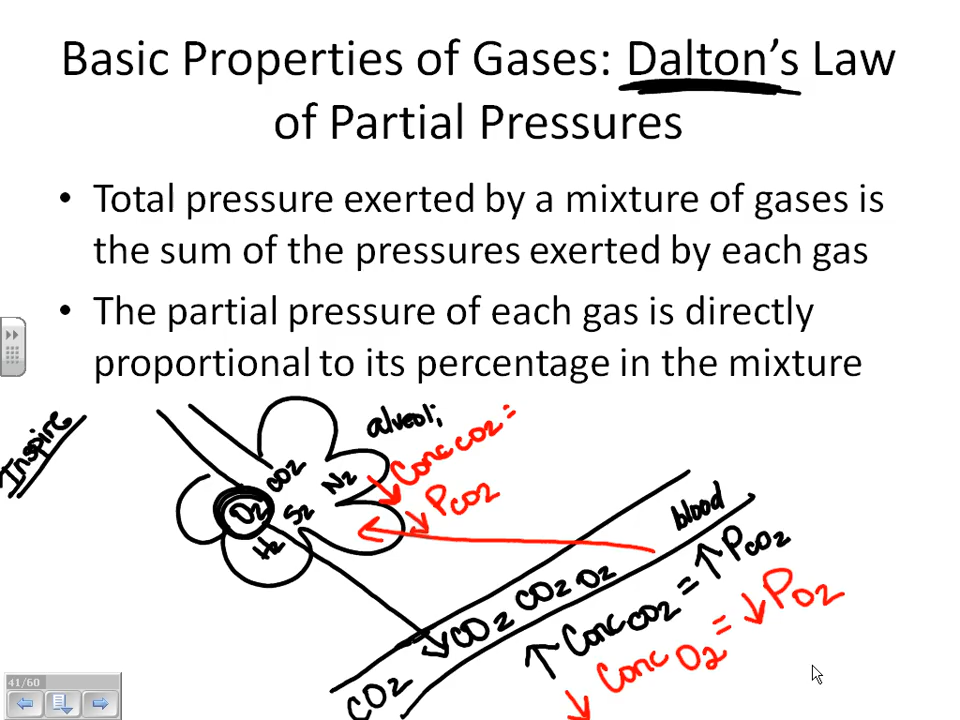 Basic Properties of Gases: Dalton's Law
of Partial Pressures
• Total pressure exerted by a mixture of gases is
the sum of the pressures exerted by each gas
• The partial pressure of each gas is directly
proportional to its percentage in the mixture
Inspire
alveoli
↓ Conc CO2 =
↓ PCO2
CO2
N2
O2
S2
H2
blood
CO2 CO2 CO2 O2
↑ Conc CO2 = ↑ PCO2
↓ Conc O2 = ↓ PO2
41/60